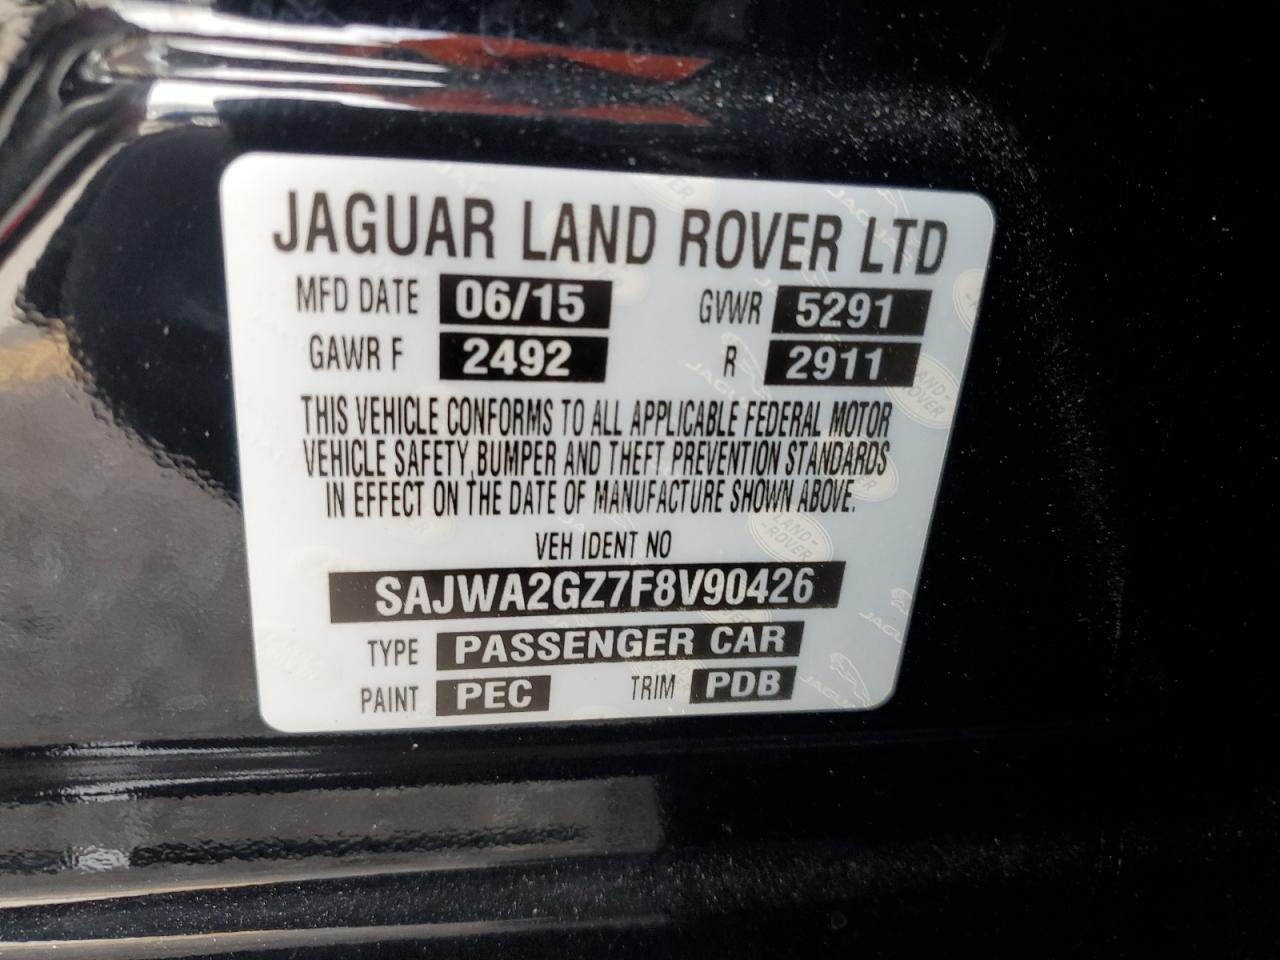 JAGUAR LAND ROVER LTD
MFD DATE 06/15 GVWR 5291
GAWR F 2492 R 2911
THIS VEHICLE CONFORMS TO ALL APPLICABLE FEDERAL MOTOR
VEHICLE SAFETY, BUMPER AND THEFT PREVENTION STANDARDS
IN EFFECT ON THE DATE OF MANUFACTURE SHOWN ABOVE.
VEH IDENT NO
SAJWA2GZ7F8V90426
TYPE PASSENGER CAR
PAINT PEC TRIM PDB